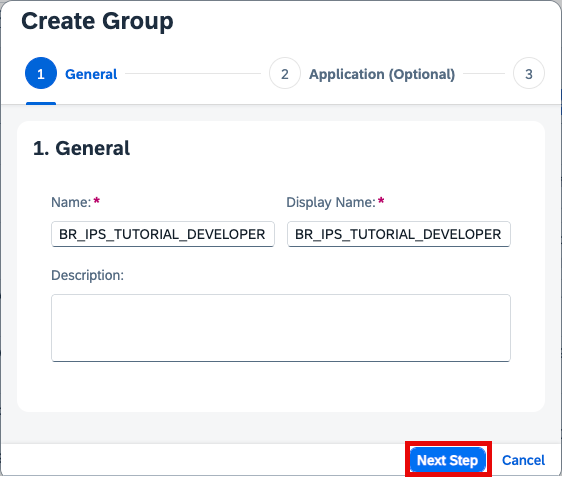 Create Group
1 General 2 Application (Optional) 3
1. General
Name:* Display Name:*
BR_IPS_TUTORIAL_DEVELOPER BR_IPS_TUTORIAL_DEVELOPER
Description:
Next Step Cancel